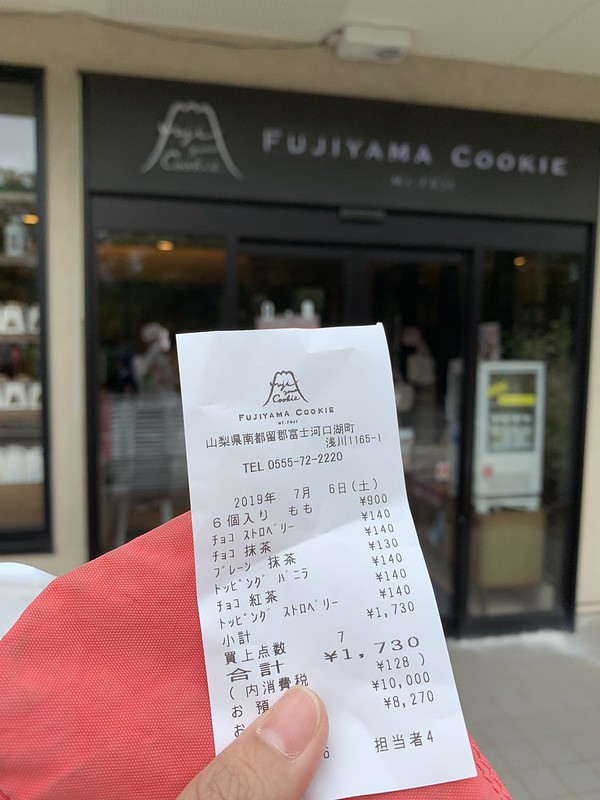 Fuji
Cookie
FUJIYAMA COOKIE
MT.FUJI
Fuji
Cookie
FUJIYAMA COOKIE
MT.FUJI
山梨県南都留郡富士河口湖町
浅川1165-1
TEL 0555-72-2220
2019年 7月 6日(土)
6個入り もも ¥900
チョコ ストロベリー ¥140
チョコ 抹茶 ¥140
プレーン 抹茶 ¥130
トッピング バニラ ¥140
チョコ 紅茶 ¥140
トッピング ストロベリー ¥140
小計 ¥1,730
買上点数 7
合計 ¥1,730
(内消費税 ¥128)
お預 ¥10,000
お ¥8,270
6 担当者4